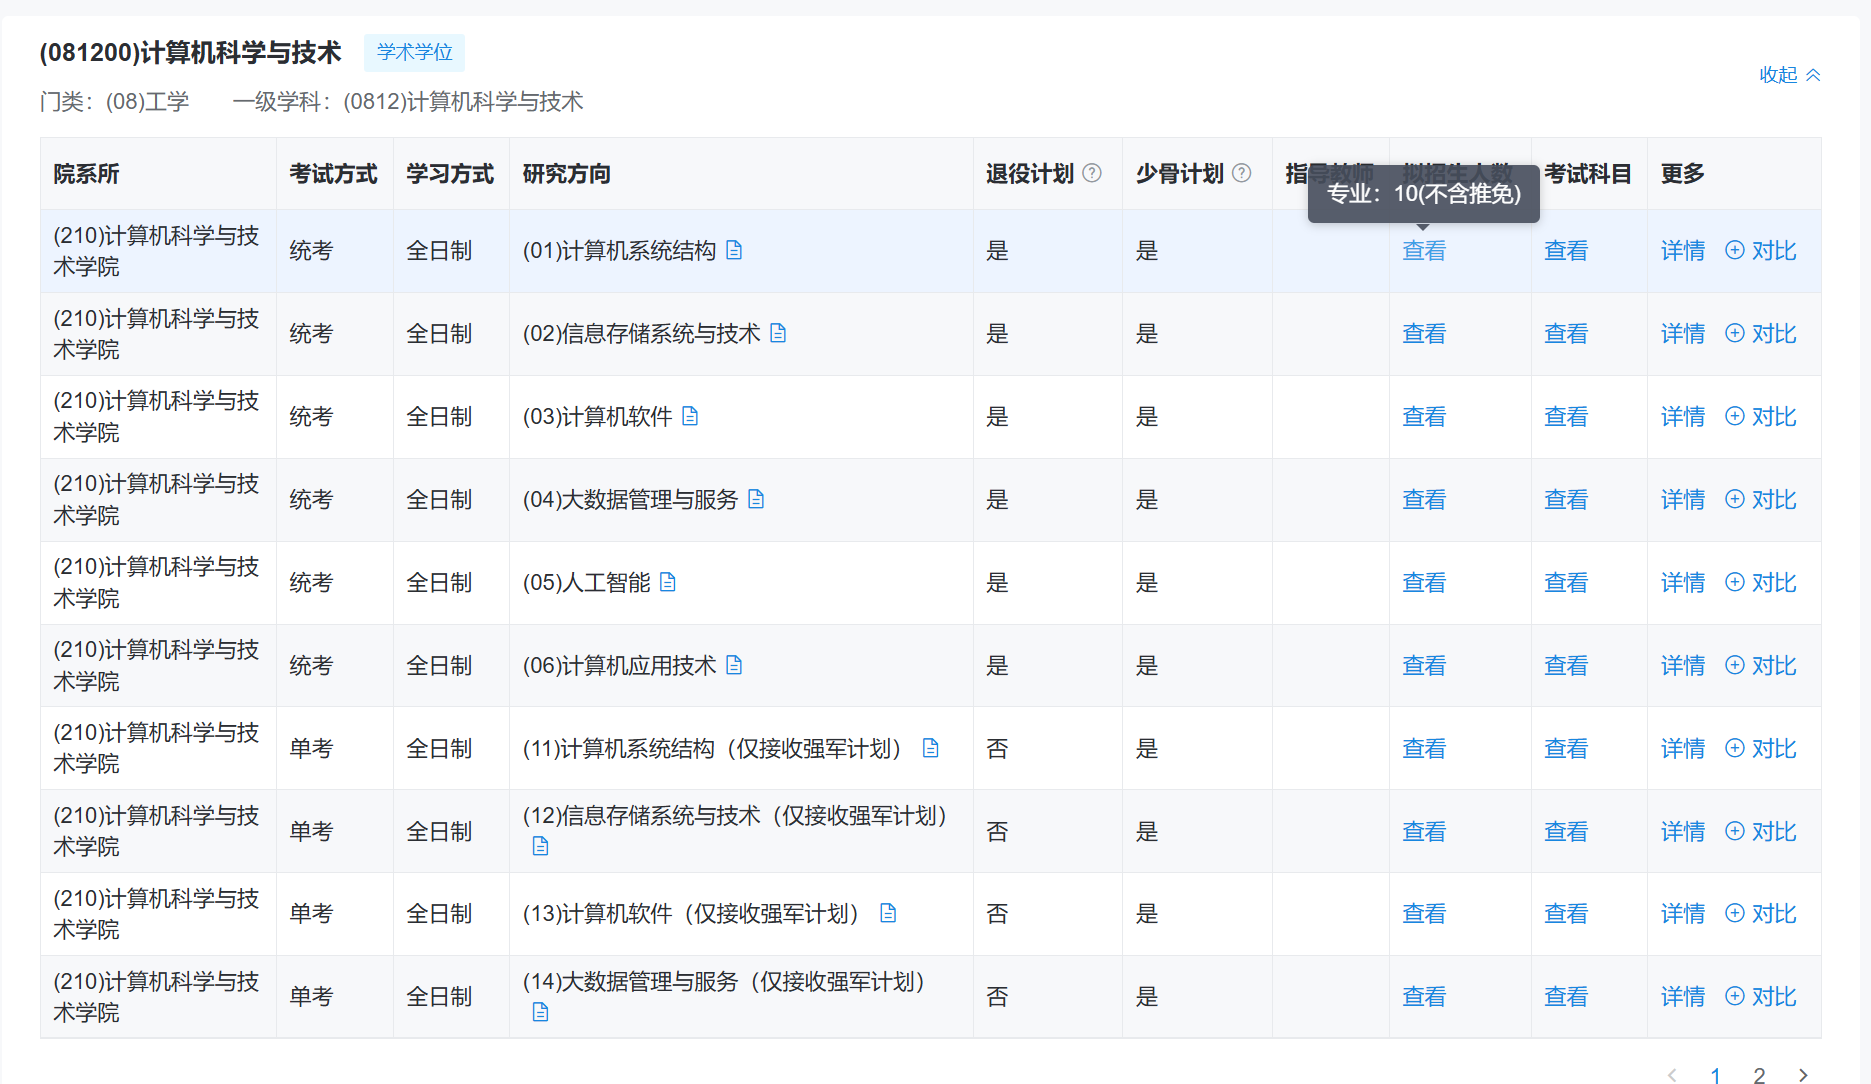 (081200)计算机科学与技术 学术学位
收起
门类：(08)工学 一级学科：(0812)计算机科学与技术
院系所 考试方式 学习方式 研究方向 退役计划 少骨计划 指导教师 拟招生人数 考试科目 更多
专业：10(不含推免)
(210)计算机科学与技
术学院 统考 全日制 (01)计算机系统结构 是 是 查看 查看 详情 对比
(210)计算机科学与技
术学院 统考 全日制 (02)信息存储系统与技术 是 是 查看 查看 详情 对比
(210)计算机科学与技
术学院 统考 全日制 (03)计算机软件 是 是 查看 查看 详情 对比
(210)计算机科学与技
术学院 统考 全日制 (04)大数据管理与服务 是 是 查看 查看 详情 对比
(210)计算机科学与技
术学院 统考 全日制 (05)人工智能 是 是 查看 查看 详情 对比
(210)计算机科学与技
术学院 统考 全日制 (06)计算机应用技术 是 是 查看 查看 详情 对比
(210)计算机科学与技
术学院 单考 全日制 (11)计算机系统结构（仅接收强军计划） 否 是 查看 查看 详情 对比
(210)计算机科学与技
术学院 单考 全日制 (12)信息存储系统与技术（仅接收强军计划） 否 是 查看 查看 详情 对比
(210)计算机科学与技
术学院 单考 全日制 (13)计算机软件（仅接收强军计划） 否 是 查看 查看 详情 对比
(210)计算机科学与技
术学院 单考 全日制 (14)大数据管理与服务（仅接收强军计划） 否 是 查看 查看 详情 对比
< 1 2 >